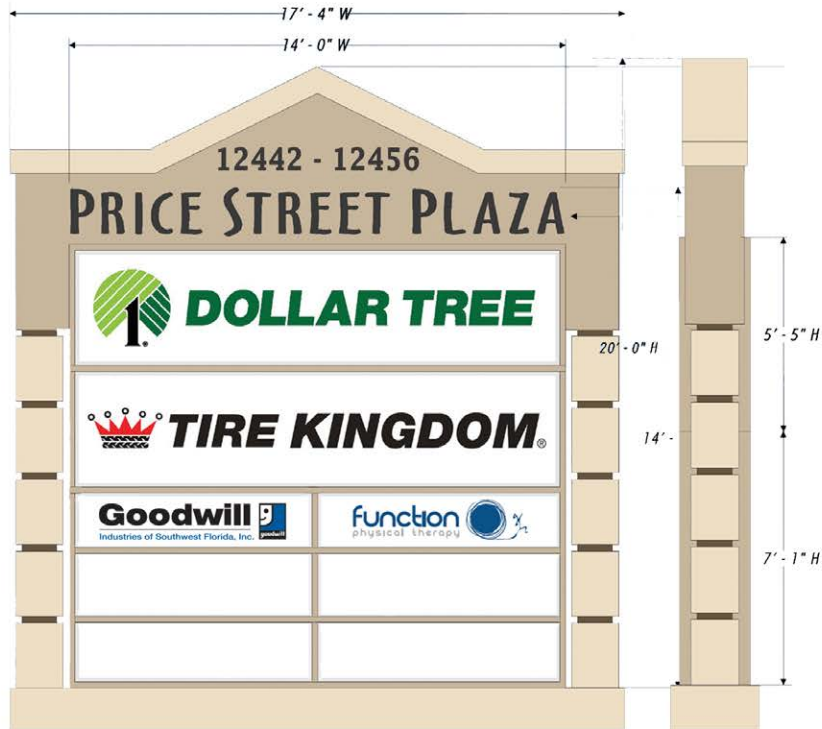 17' - 4" W
14' - 0" W
12442 - 12456
PRICE STREET PLAZA
1
DOLLAR TREE
20' - 0" H
5' - 5" H
TIRE KINGDOM®
14' -
Goodwill
Industries of Southwest Florida, Inc.
g
goodwill
function
physical therapy
7' - 1" H